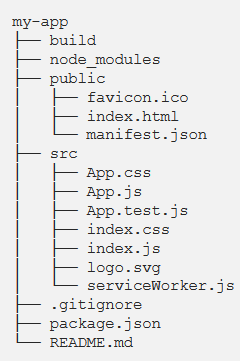 my-app
├── build
├── node_modules
├── public
│   ├── favicon.ico
│   ├── index.html
│   └── manifest.json
├── src
│   ├── App.css
│   ├── App.js
│   ├── App.test.js
│   ├── index.css
│   ├── index.js
│   ├── logo.svg
│   └── serviceWorker.js
├── .gitignore
├── package.json
└── README.md